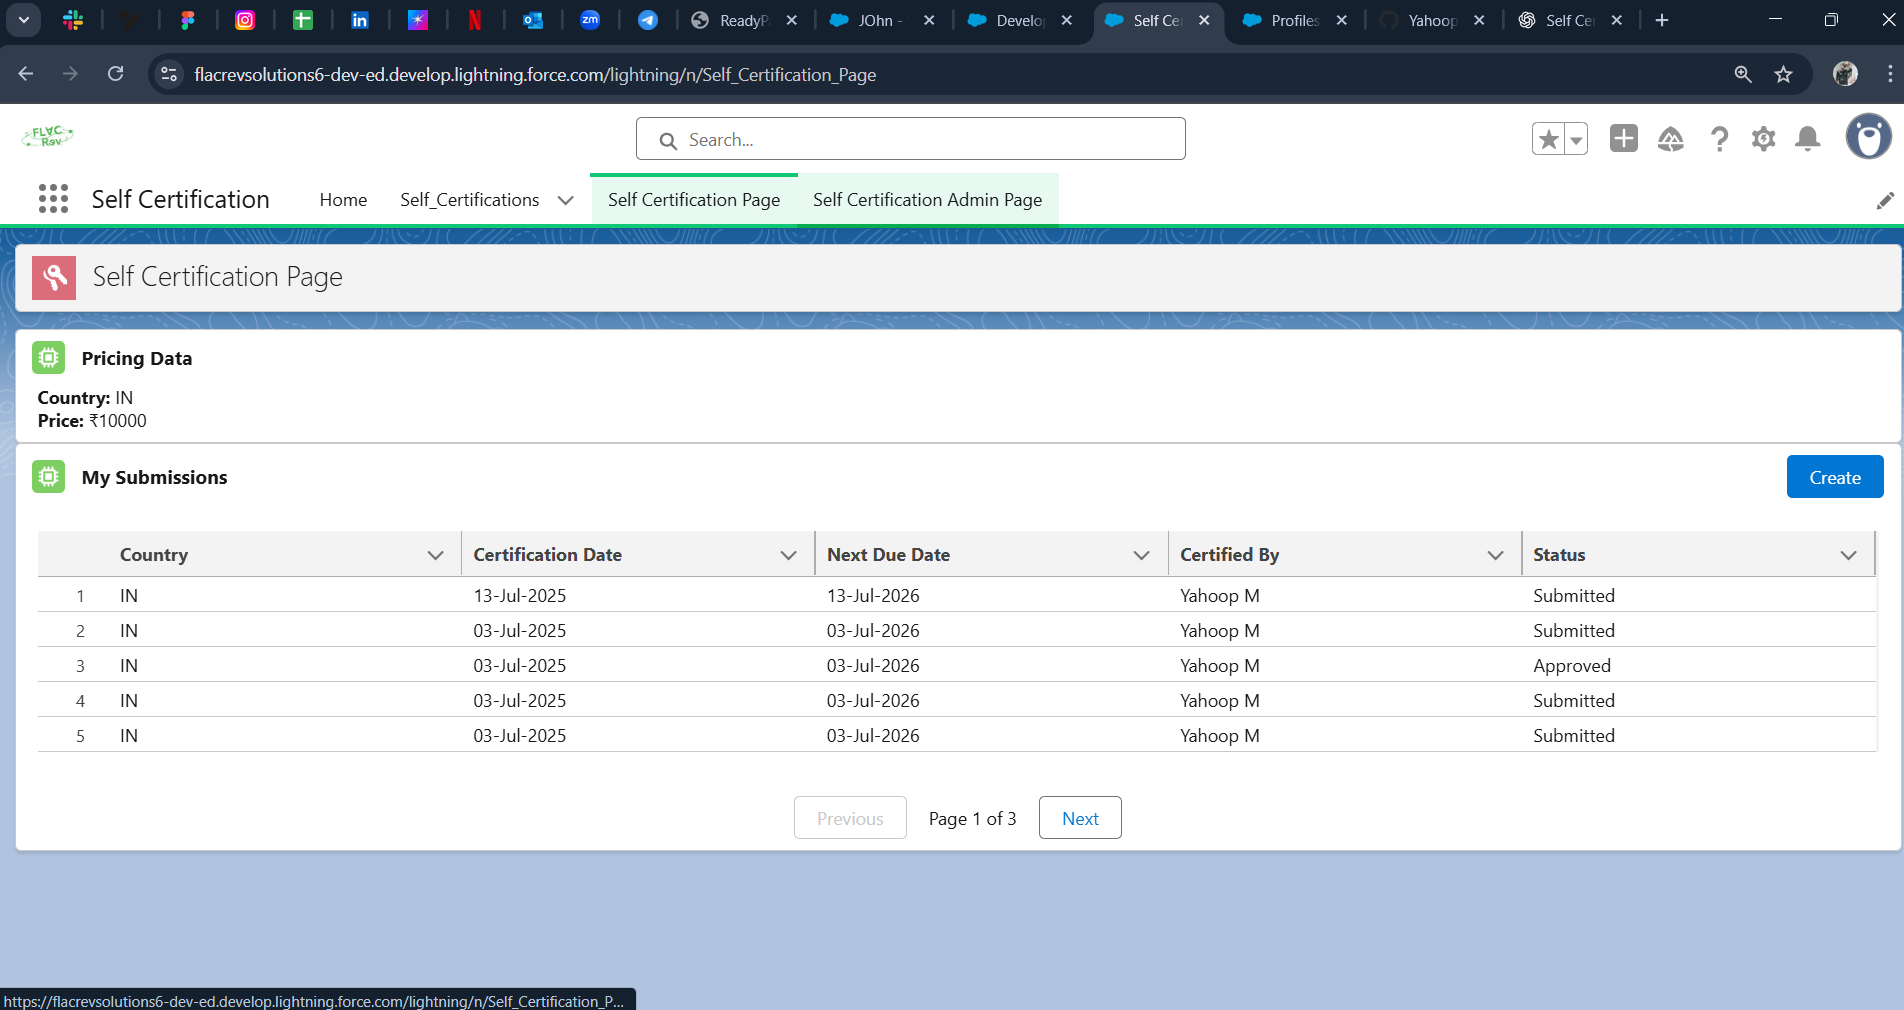 ReadyP
JOhn -
Develo
Self Ce
Profiles
Yahoop
Self Ce
flacrevsolutions6-dev-ed.develop.lightning.force.com/lightning/n/Self_Certification_Page
FLAC
Rev
Search...
Self Certification
Home
Self_Certifications
Self Certification Page
Self Certification Admin Page
Self Certification Page
Pricing Data
Country: IN
Price: ₹10000
My Submissions
Create
Country Certification Date Next Due Date Certified By Status
1 IN 13-Jul-2025 13-Jul-2026 Yahoop M Submitted
2 IN 03-Jul-2025 03-Jul-2026 Yahoop M Submitted
3 IN 03-Jul-2025 03-Jul-2026 Yahoop M Approved
4 IN 03-Jul-2025 03-Jul-2026 Yahoop M Submitted
5 IN 03-Jul-2025 03-Jul-2026 Yahoop M Submitted
Previous Page 1 of 3 Next
https://flacrevsolutions6-dev-ed.develop.lightning.force.com/lightning/n/Self_Certification_P...